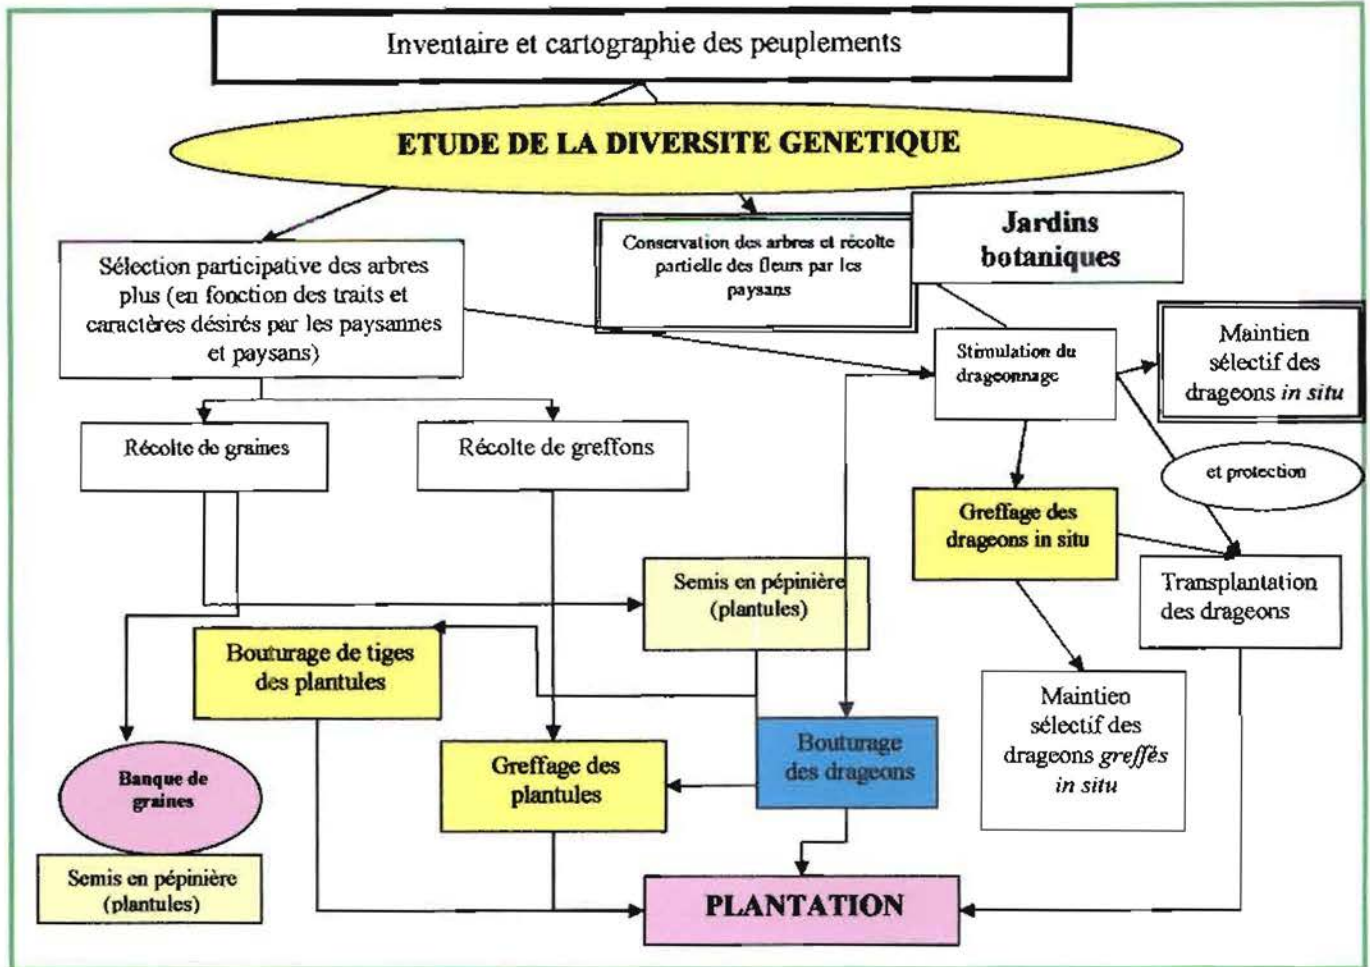 Inventaire et cartographie des peuplements
ETUDE DE LA DIVERSITE GENETIQUE
Jardins
botaniques
Conservation des arbres et récolte
partielle des fleurs par les
paysans
Sélection participative des arbres
plus (en fonction des traits et
caractères désirés par les paysannes
et paysans)
Stimulation du
drageonnage
Maintien
sélectif des
drageons in situ
et protection
Récolte de graines
Récolte de greffons
Greffage des
drageons in situ
Transplantation
des drageons
Semis en pépinière
(plantules)
Bouturage de tiges
des plantules
Maintien
sélectif des
drageons greffés
in situ
Greffage des
plantules
Bouturage
des drageons
Banque de
graines
Semis en pépinière
(plantules)
PLANTATION